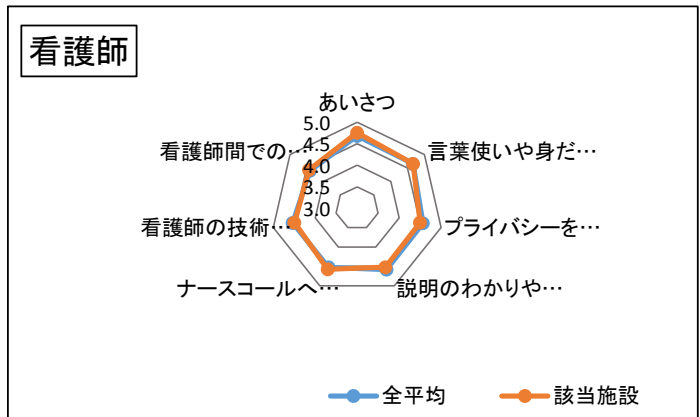 看護師
あいさつ
5.0
4.5
4.0
3.5
3.0
言葉使いや身だ…
プライバシーを…
説明のわかりや…
ナースコールへ…
看護師の技術…
看護師間での…
全平均
該当施設